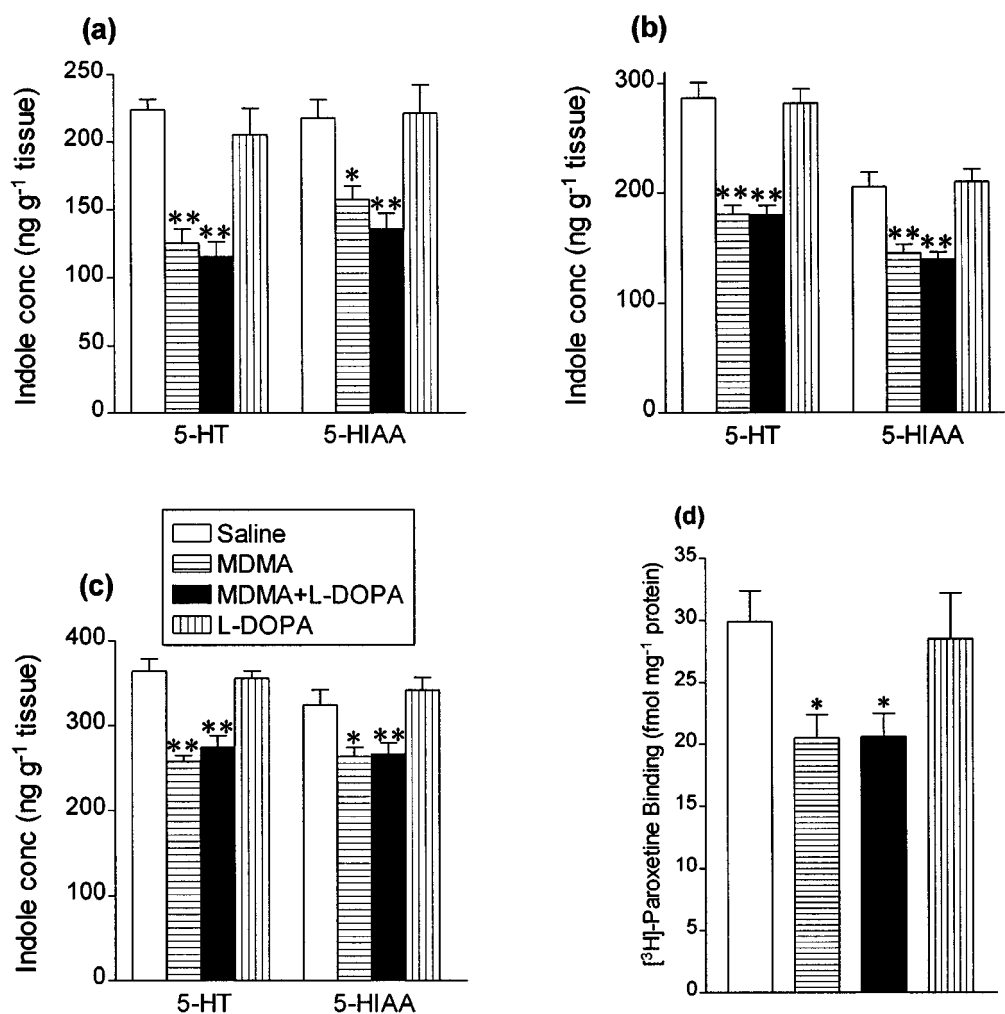 (a)
Indole conc (ng g⁻¹ tissue)
250
200
150
100
50
0
**
**
*
**
5-HT 5-HIAA
(b)
Indole conc (ng g⁻¹ tissue)
300
200
100
0
**
**
**
**
5-HT 5-HIAA
Saline
MDMA
MDMA+L-DOPA
L-DOPA
(c)
Indole conc (ng g⁻¹ tissue)
400
300
200
100
0
**
**
*
**
5-HT 5-HIAA
(d)
[³H]-Paroxetine Binding (fmol mg⁻¹ protein)
35
30
25
20
15
10
5
0
*
*